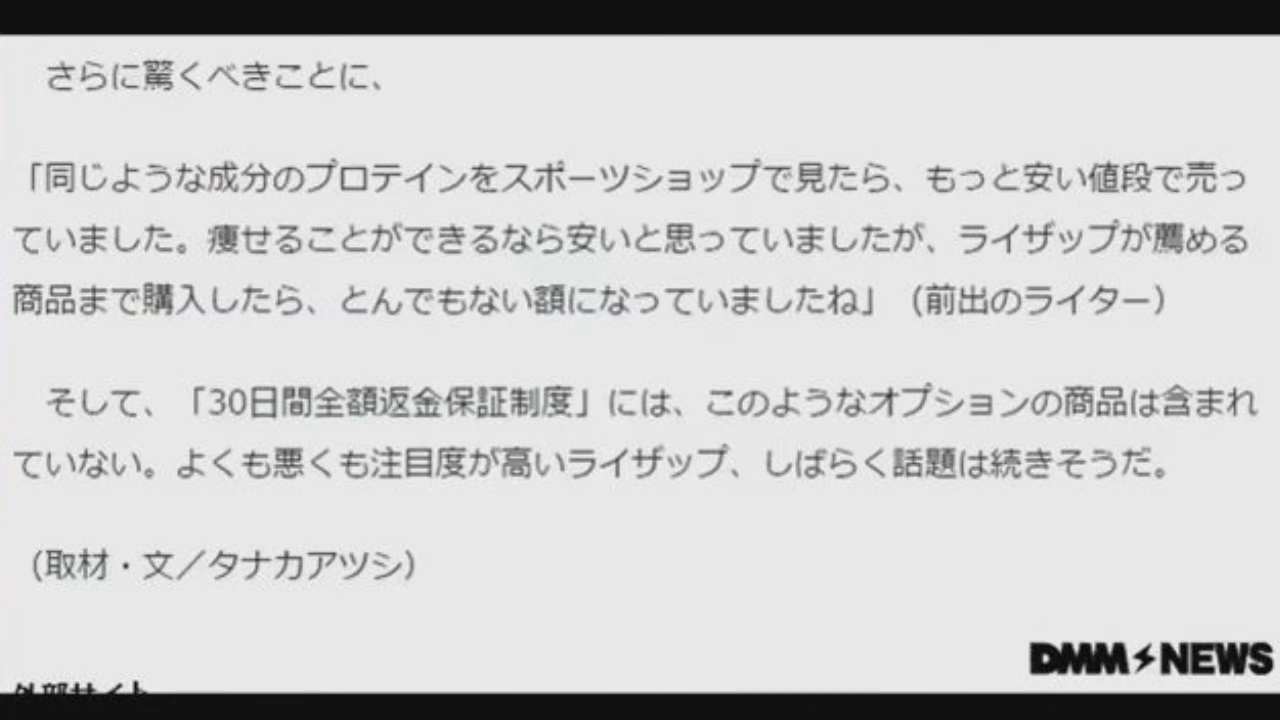 さらに驚くべきことに、
「同じような成分のプロテインをスポーツショップで見たら、もっと安い値段で売っ
ていました。痩せることができるなら安いと思っていましたが、ライザップが薦める
商品まで購入したら、とんでもない額になっていましたね」（前出のライター）
そして、「30日間全額返金保証制度」には、このようなオプションの商品は含まれ
ていない。よくも悪くも注目度が高いライザップ、しばらく話題は続きそうだ。
（取材・文／タナカアツシ）
DMM NEWS
外部サイト